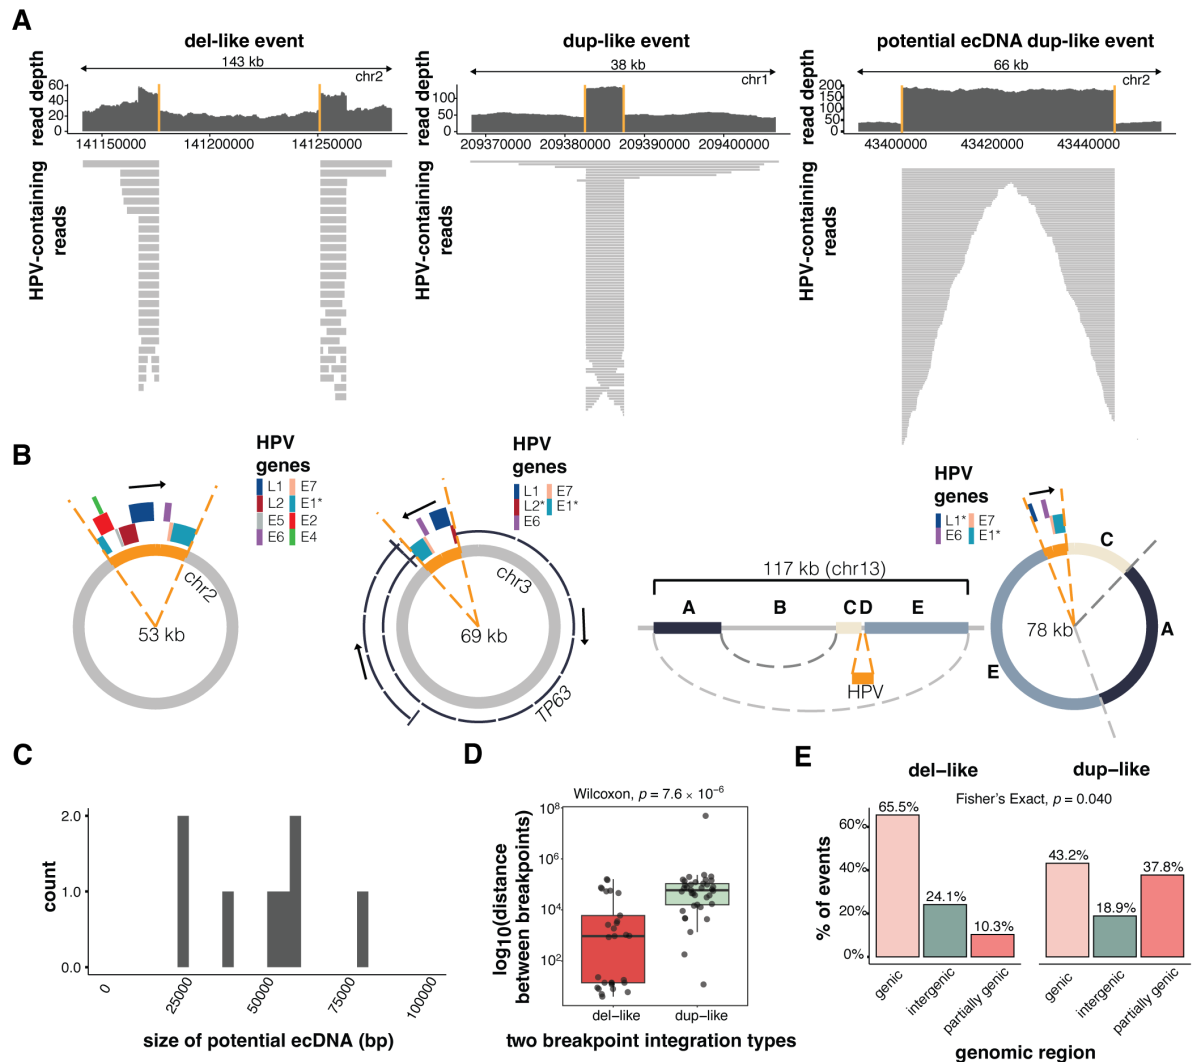 A
del-like event
143 kb
chr2
read depth
60
40
20
0
141150000
141200000
141250000
HPV-containing
reads
dup-like event
38 kb
chr1
read depth
100
50
0
209370000
209380000
209390000
209400000
HPV-containing
reads
potential ecDNA dup-like event
66 kb
chr2
read depth
200
150
100
50
0
43400000
43420000
43440000
HPV-containing
reads
B
HPV
genes
L1
E7
L2
E1*
E5
E2
E6
E4
chr2
53 kb
HPV
genes
L1
E7
L2*
E1*
E6
chr3
69 kb
TP63
117 kb (chr13)
A
B
C
D
E
HPV
HPV
genes
L1*
E7
E6
E1*
C
A
E
78 kb
C
count
2.0
1.0
0.0
0
25000
50000
75000
100000
size of potential ecDNA (bp)
D
Wilcoxon, p = 7.6 × 10⁻⁶
log10(distance
between breakpoints)
10⁸
10⁶
10⁴
10²
del−like
dup−like
two breakpoint integration types
E
del−like
dup−like
Fisher's Exact, p = 0.040
% of events
60%
40%
20%
0%
65.5%
24.1%
10.3%
43.2%
18.9%
37.8%
genic
intergenic
partially genic
genic
intergenic
partially genic
genomic region